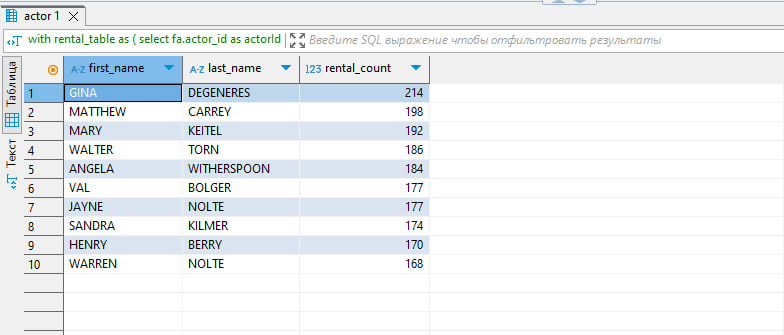 actor 1
with rental_table as ( select fa.actor_id as actorId Введите SQL выражение чтобы отфильтровать результаты
Таблица
Текст
A-Z first_name A-Z last_name 123 rental_count
1 GINA DEGENERES 214
2 MATTHEW CARREY 198
3 MARY KEITEL 192
4 WALTER TORN 186
5 ANGELA WITHERSPOON 184
6 VAL BOLGER 177
7 JAYNE NOLTE 177
8 SANDRA KILMER 174
9 HENRY BERRY 170
10 WARREN NOLTE 168